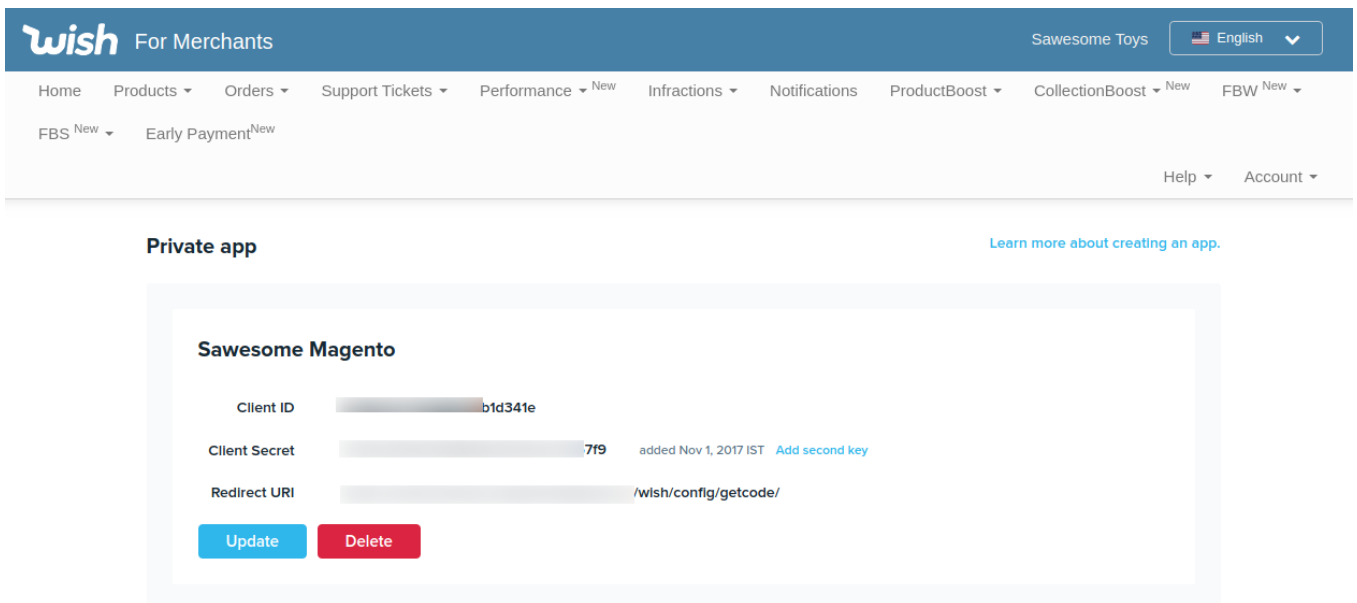 wish For Merchants Sawesome Toys English
Home Products Orders Support Tickets Performance New Infractions Notifications ProductBoost CollectionBoost New FBW New
FBS New Early Payment New
Help Account
Private app Learn more about creating an app.
Sawesome Magento
Client ID b1d341e
Client Secret 7f9 added Nov 1, 2017 IST Add second key
Redirect URI /wish/config/getcode/
Update Delete